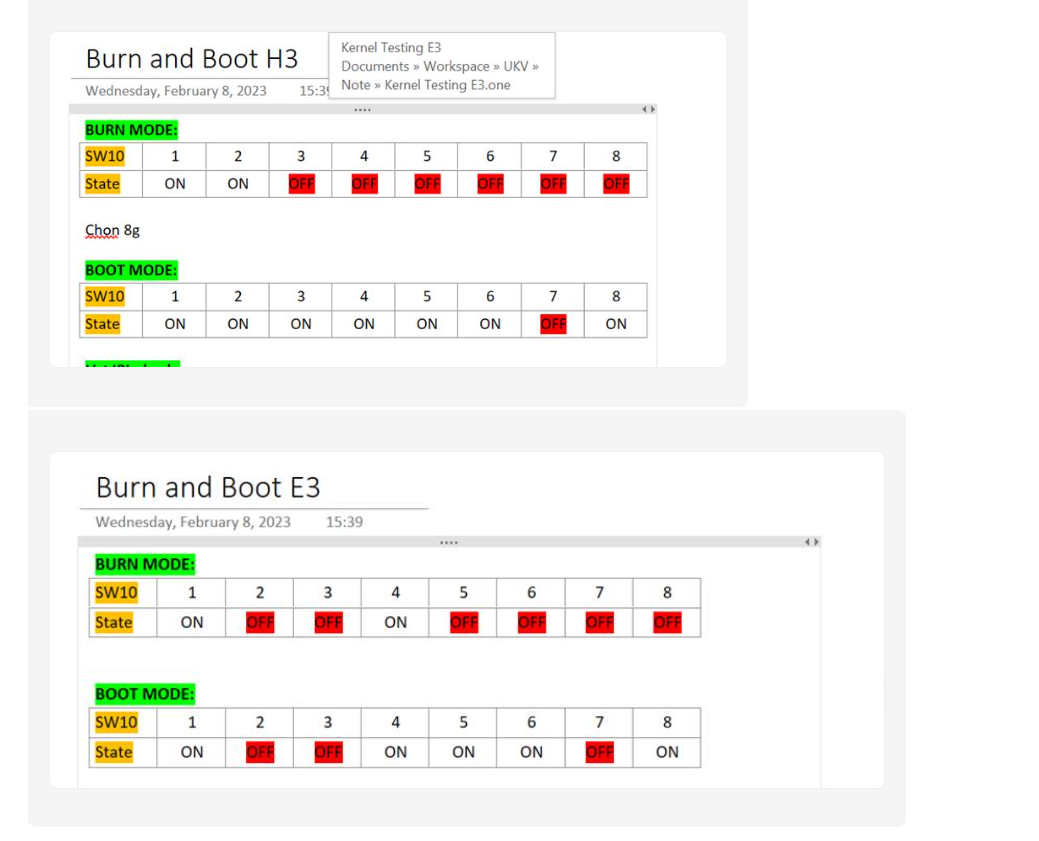 Burn and Boot H3
Kernel Testing E3
Documents » Workspace » UKV »
Note » Kernel Testing E3.one
Wednesday, February 8, 2023
BURN MODE:
SW10 1 2 3 4 5 6 7 8
State ON ON OFF OFF OFF OFF OFF OFF
Chon 8g
BOOT MODE:
SW10 1 2 3 4 5 6 7 8
State ON ON ON ON ON ON OFF ON
Burn and Boot E3
Wednesday, February 8, 2023 15:39
BURN MODE:
SW10 1 2 3 4 5 6 7 8
State ON OFF OFF ON OFF OFF OFF OFF
BOOT MODE:
SW10 1 2 3 4 5 6 7 8
State ON OFF OFF ON ON ON OFF ON